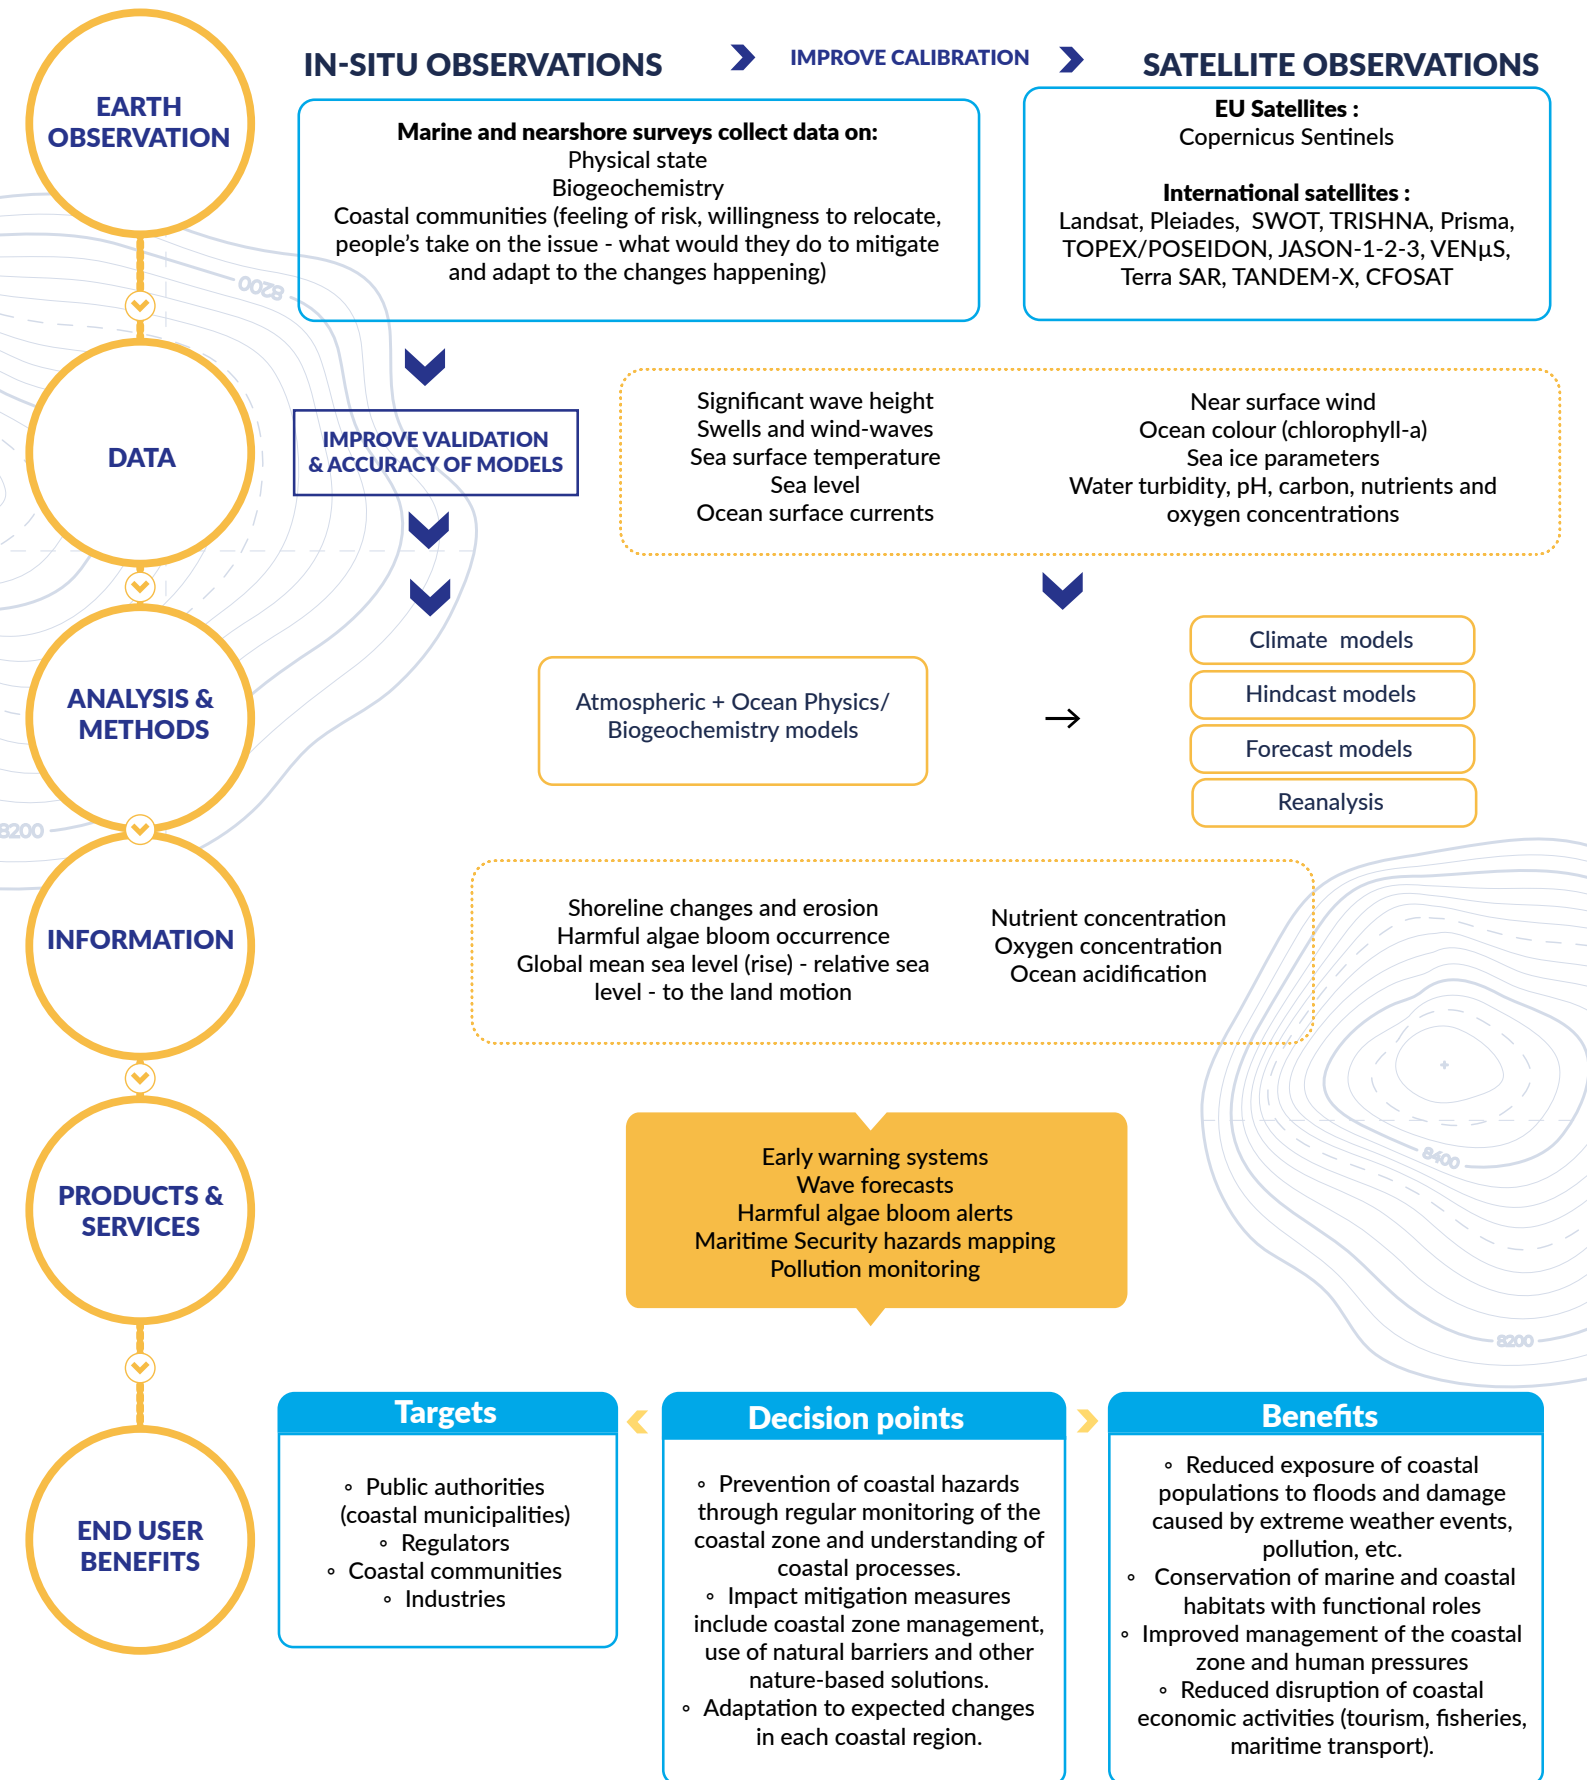 EARTH
OBSERVATION
IN-SITU OBSERVATIONS
IMPROVE CALIBRATION
SATELLITE OBSERVATIONS
Marine and nearshore surveys collect data on:
Physical state
Biogeochemistry
Coastal communities (feeling of risk, willingness to relocate,
people's take on the issue - what would they do to mitigate
and adapt to the changes happening)
EU Satellites :
Copernicus Sentinels
International satellites :
Landsat, Pleiades, SWOT, TRISHNA, Prisma,
TOPEX/POSEIDON, JASON-1-2-3, VENµS,
Terra SAR, TANDEM-X, CFOSAT
8200
DATA
IMPROVE VALIDATION
& ACCURACY OF MODELS
Significant wave height
Swells and wind-waves
Sea surface temperature
Sea level
Ocean surface currents
Near surface wind
Ocean colour (chlorophyll-a)
Sea ice parameters
Water turbidity, pH, carbon, nutrients and
oxygen concentrations
ANALYSIS &
METHODS
Atmospheric + Ocean Physics/
Biogeochemistry models
→
Climate models
Hindcast models
Forecast models
Reanalysis
8200
INFORMATION
Shoreline changes and erosion
Harmful algae bloom occurrence
Global mean sea level (rise) - relative sea
level - to the land motion
Nutrient concentration
Oxygen concentration
Ocean acidification
PRODUCTS &
SERVICES
Early warning systems
Wave forecasts
Harmful algae bloom alerts
Maritime Security hazards mapping
Pollution monitoring
8400
8200
END USER
BENEFITS
Targets
◦ Public authorities
(coastal municipalities)
◦ Regulators
◦ Coastal communities
◦ Industries
Decision points
◦ Prevention of coastal hazards
through regular monitoring of the
coastal zone and understanding of
coastal processes.
◦ Impact mitigation measures
include coastal zone management,
use of natural barriers and other
nature-based solutions.
◦ Adaptation to expected changes
in each coastal region.
Benefits
◦ Reduced exposure of coastal
populations to floods and damage
caused by extreme weather events,
pollution, etc.
◦ Conservation of marine and coastal
habitats with functional roles
◦ Improved management of the coastal
zone and human pressures
◦ Reduced disruption of coastal
economic activities (tourism, fisheries,
maritime transport).